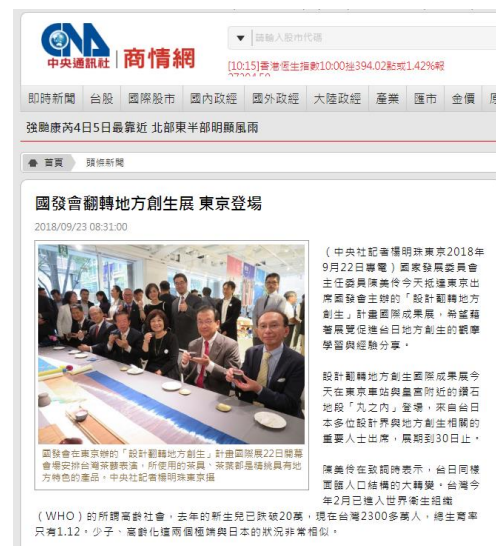 CNA
中央通訊社
商情網
請輸入股市代碼
[10:15]香港恆生指數10:00挫394.02點或1.42%報
即時新聞 台股 國際股市 國內政經 國外政經 大陸政經 產業 匯市 金價
強颱康芮4日5日最靠近 北部東半部明顯風雨
首頁 頭條新聞
國發會翻轉地方創生展 東京登場
2018/09/23 08:31:00
(中央社記者楊明珠東京2018年
9月22日專電)國家發展委員會
主任委員陳美伶今天抵達東京出
席國發會主辦的「設計翻轉地方
創生」計畫國際成果展,希望藉
著展覽促進台日地方創生的觀摩
學習與經驗分享。
設計翻轉地方創生國際成果展今
天在東京車站與皇宮附近的鑽石
地段「丸之內」登場,來自台日
本多位設計界與地方創生相關的
重要人士出席,展期到30日止。
國發會在東京辦的「設計翻轉地方創生」計畫國際展22日開幕
會場安排台灣茶藝表演,所使用的茶具、茶葉都是精挑具有地
方特色的產品。中央社記者楊明珠東京攝
陳美伶在致詞時表示,台日同樣
面臨人口結構的大轉變。台灣今
年2月已進入世界衛生組織
(WHO)的所謂高齡社會,去年的新生兒已跌破20萬,現在台灣2300多萬人,總生育率
只有1.12。少子、高齡化這兩個極端與日本的狀況非常相似。